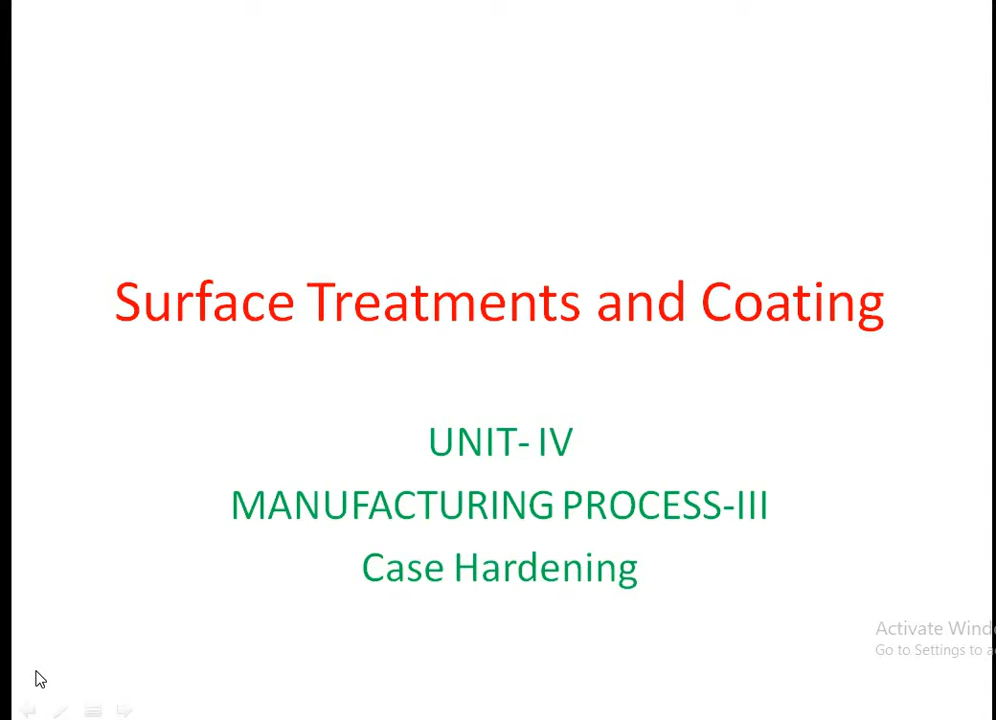 Surface Treatments and Coating
UNIT- IV
MANUFACTURING PROCESS-III
Case Hardening
Activate Wind
Go to Settings to a